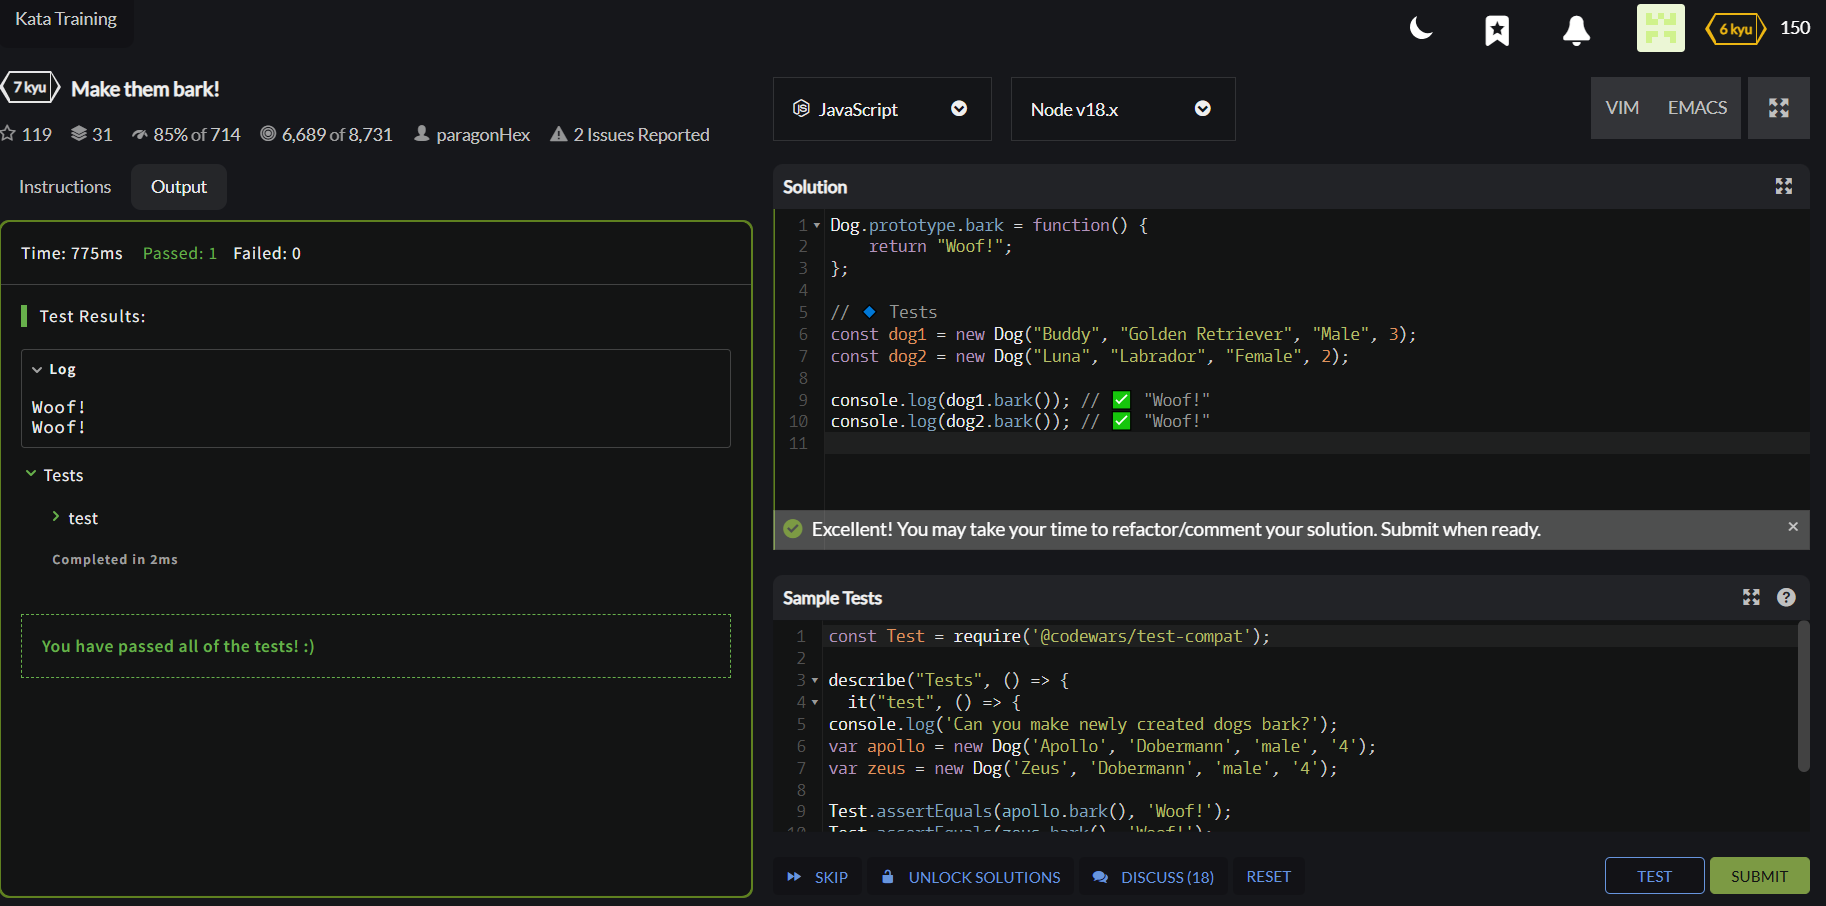 Kata Training
6 kyu 150
7 kyu Make them bark!
119 31 85% of 714 6,689 of 8,731 paragonHex 2 Issues Reported
Instructions Output
Time: 775ms Passed: 1 Failed: 0
Test Results:
Log
Woof!
Woof!
Tests
test
Completed in 2ms
You have passed all of the tests! :)
JavaScript Node v18.x VIM EMACS
Solution
1 Dog.prototype.bark = function() {
2     return "Woof!";
3 };
4
5 // 🔹 Tests
6 const dog1 = new Dog("Buddy", "Golden Retriever", "Male", 3);
7 const dog2 = new Dog("Luna", "Labrador", "Female", 2);
8
9 console.log(dog1.bark()); // ✅ "Woof!"
10 console.log(dog2.bark()); // ✅ "Woof!"
11
Excellent! You may take your time to refactor/comment your solution. Submit when ready. ×
Sample Tests ?
1 const Test = require('@codewars/test-compat');
2
3 describe("Tests", () => {
4   it("test", () => {
5 console.log('Can you make newly created dogs bark?');
6 var apollo = new Dog('Apollo', 'Dobermann', 'male', '4');
7 var zeus = new Dog('Zeus', 'Dobermann', 'male', '4');
8
9 Test.assertEquals(apollo.bark(), 'Woof!');
10 Test.assertEquals(zeus.bark(), 'Woof!');
SKIP UNLOCK SOLUTIONS DISCUSS (18) RESET TEST SUBMIT